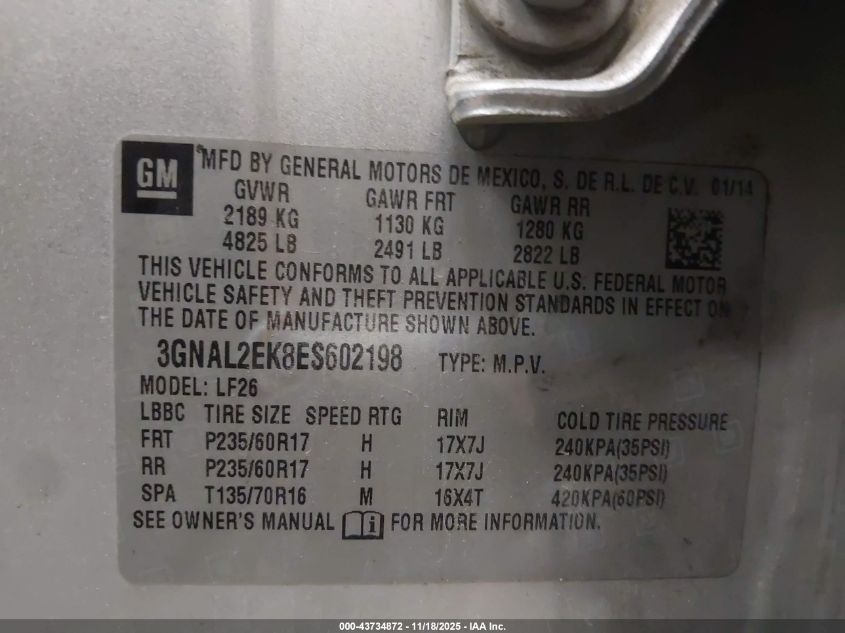 GM
MFD BY GENERAL MOTORS DE MEXICO, S. DE R.L. DE C.V. 01/14
GVWR GAWR FRT GAWR RR
2189 KG 1130 KG 1280 KG
4825 LB 2491 LB 2822 LB
THIS VEHICLE CONFORMS TO ALL APPLICABLE U.S. FEDERAL MOTOR
VEHICLE SAFETY AND THEFT PREVENTION STANDARDS IN EFFECT ON
THE DATE OF MANUFACTURE SHOWN ABOVE.
3GNAL2EK8ES602198 TYPE: M.P.V.
MODEL: LF26
LBBC TIRE SIZE SPEED RTG RIM COLD TIRE PRESSURE
FRT P235/60R17 H 17X7J 240KPA(35PSI)
RR P235/60R17 H 17X7J 240KPA(35PSI)
SPA T135/70R16 M 16X4T 420KPA(60PSI)
SEE OWNER'S MANUAL i FOR MORE INFORMATION.
000-43734872 — 11/18/2025 — IAA Inc.